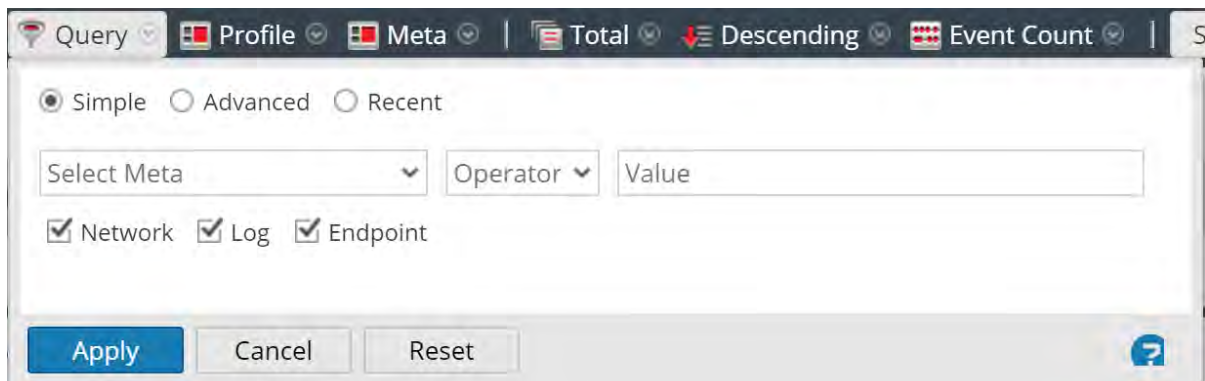 Query Profile Meta | Total Descending Event Count | S
Simple Advanced Recent
Select Meta Operator Value
Network Log Endpoint
Apply Cancel Reset ?